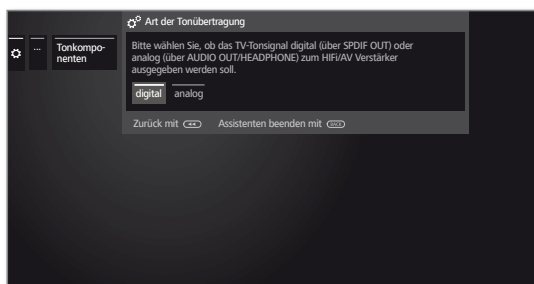 Art der Tonübertragung
... Tonkompo-
nenten
Bitte wählen Sie, ob das TV-Tonsignal digital (über SPDIF OUT) oder
analog (über AUDIO OUT/HEADPHONE) zum HIFi/AV Verstärker
ausgegeben werden soll.
digital analog
Zurück mit Assistenten beenden mit BACK